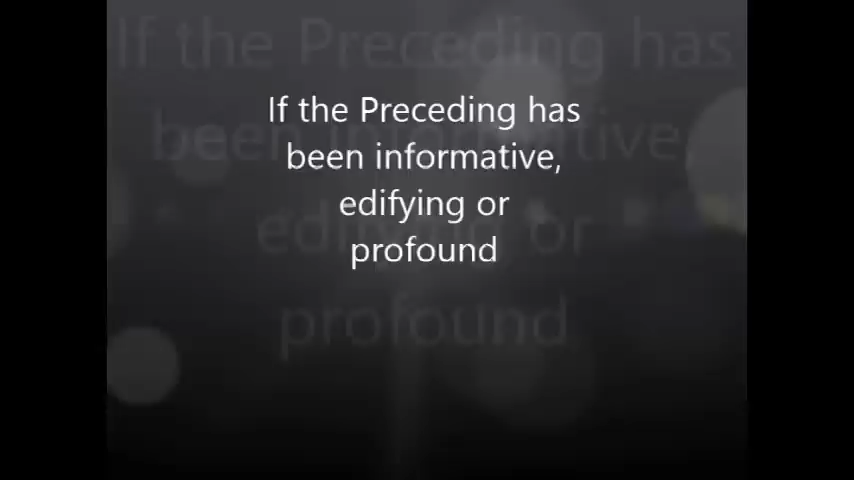 If the Preceding has
been informative,
edifying or
profound